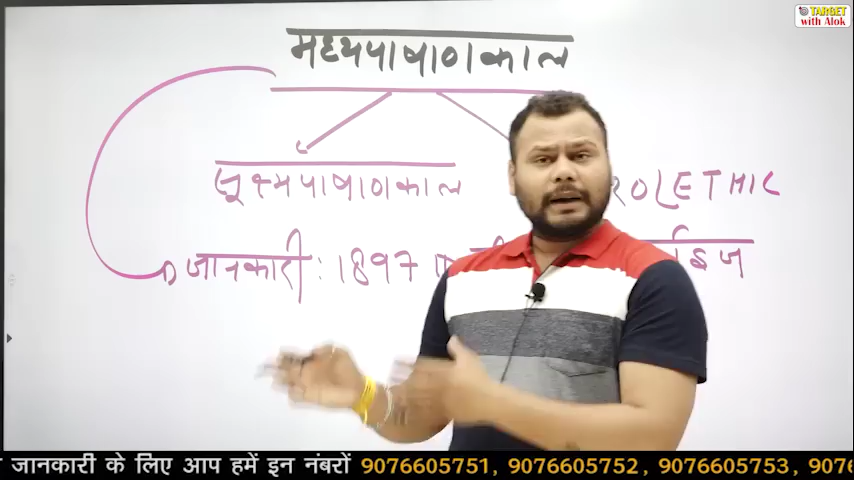 TARGET
with Alok
मध्यपाषाणकाल
सूक्ष्मपाषाणकाल ROLETHIC
जानकारी : 1897
जानकारी के लिए आप हमें इन नंबरों 9076605751, 9076605752, 9076605753, 9076